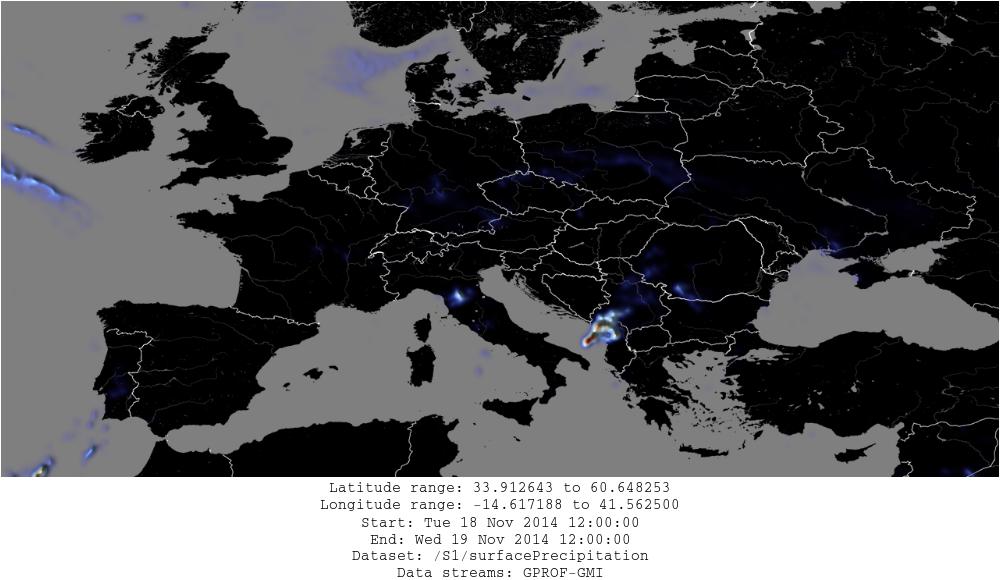 Latitude range: 33.912643 to 60.648253
Longitude range: -14.617188 to 41.562500
Start: Tue 18 Nov 2014 12:00:00
End: Wed 19 Nov 2014 12:00:00
Dataset: /S1/surfacePrecipitation
Data streams: GPROF-GMI